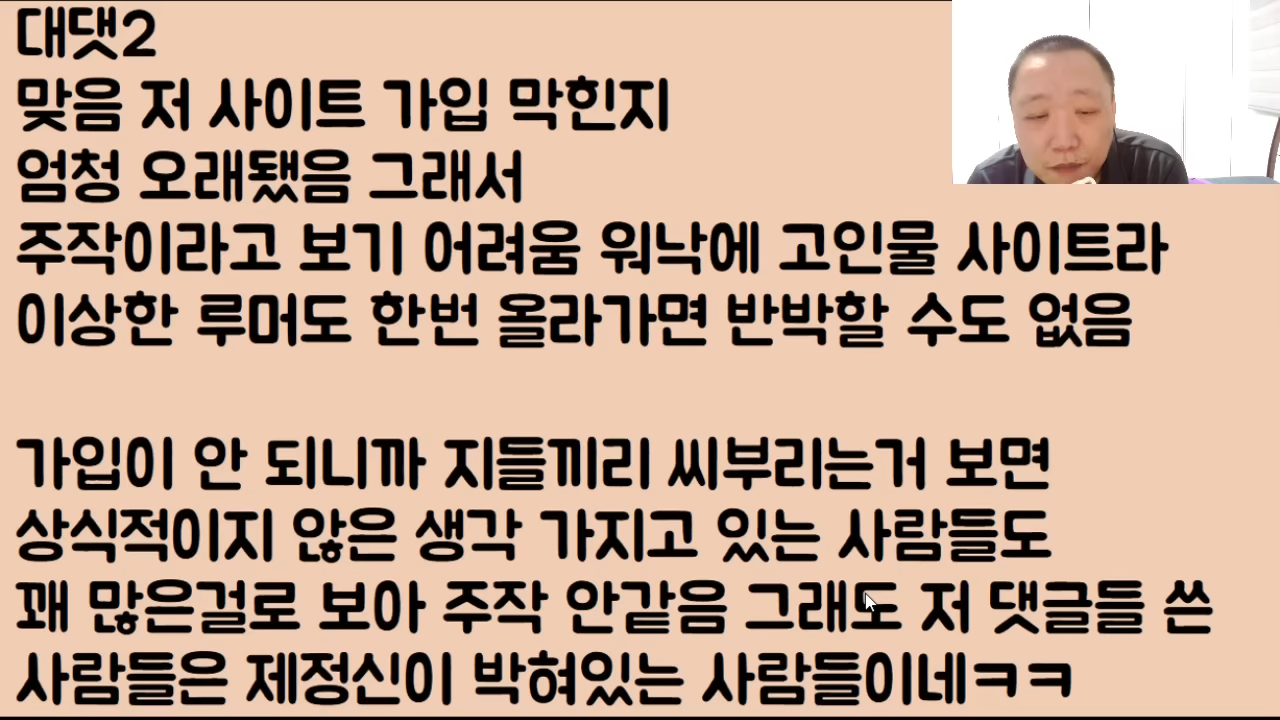 대댓2
맞음 저 사이트 가입 막힌지
엄청 오래됐음 그래서
주작이라고 보기 어려움 워낙에 고인물 사이트라
이상한 루머도 한번 올라가면 반박할 수도 없음
가입이 안 되니까 지들끼리 씨부리는거 보면
상식적이지 않은 생각 가지고 있는 사람들도
꽤 많은걸로 보아 주작 안같음 그래도 저 댓글들 쓴
사람들은 제정신이 박혀있는 사람들이네ㅋㅋ